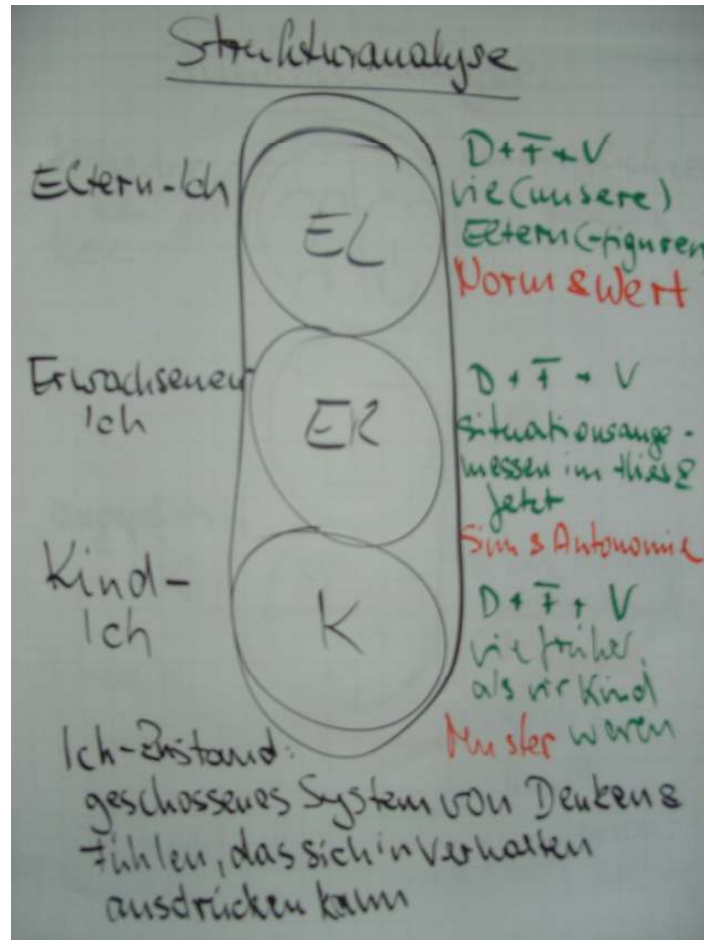 Strukturanalyse
Eltern-Ich
EL
D+F+V
wie (unsere)
Eltern(-figuren)
Norm & Wert
Erwachsenen
Ich
ER
D + F + V
situationsange-
messen im Hier &
Jetzt
Sinn & Autonomie
Kind-
Ich
K
D + F + V
wie früher,
als wir Kind
waren
Muster
Ich-Zustand:
geschossenes System von Denken &
Fühlen, das sich in Verhalten
ausdrücken kann